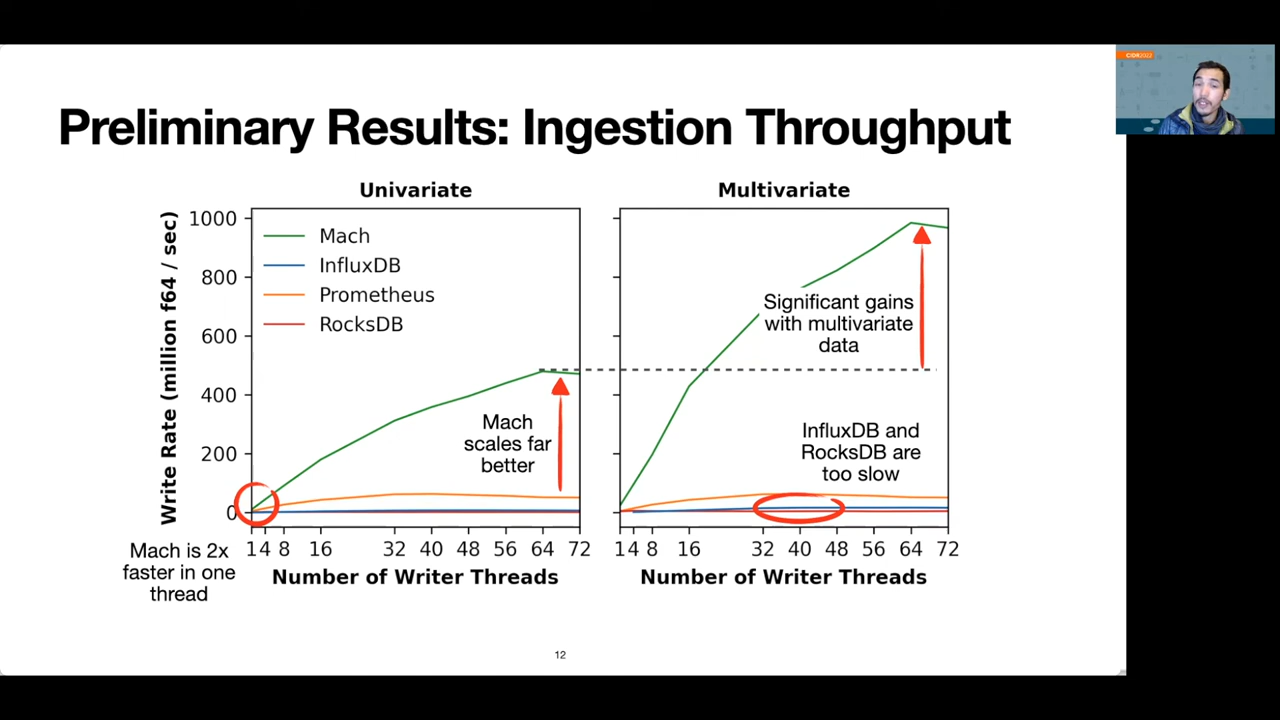 CIDR2022
Preliminary Results: Ingestion Throughput
Univariate
Multivariate
Write Rate (million f64 / sec)
1000
800
600
400
200
0
Mach
InfluxDB
Prometheus
RocksDB
Mach
scales far
better
Significant gains
with multivariate
data
InfluxDB and
RocksDB are
too slow
1 4 8 16 32 40 48 56 64 72
1 4 8 16 32 40 48 56 64 72
Number of Writer Threads
Number of Writer Threads
Mach is 2x
faster in one
thread
12